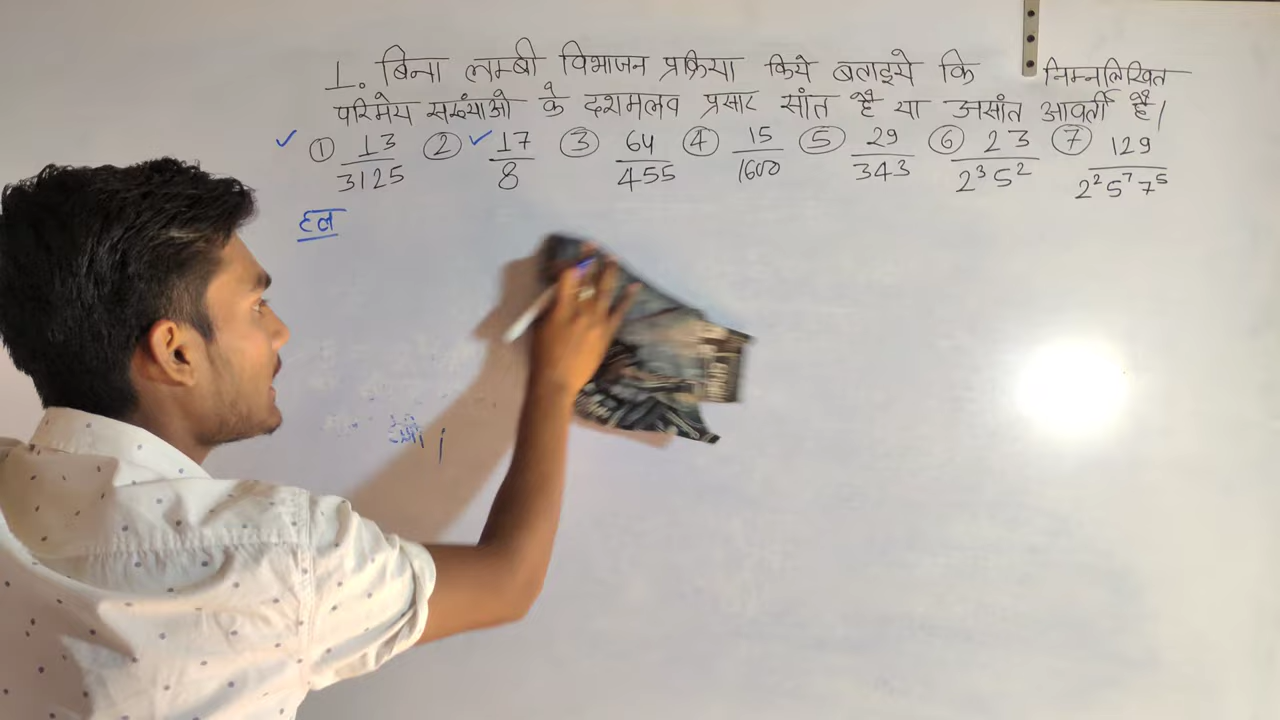 1. बिना लम्बी विभाजन प्रक्रिया किये बताइये कि निम्नलिखित
परिमेय सख्ंयाओ के दशमलव प्रसार सांत है या असांत आवर्ती है।
✓ ① 13/3125 ② ✓ 17/8 ③ 64/455 ④ 15/1600 ⑤ 29/343 ⑥ 23/2³5² ⑦ 129/2²5⁷7⁵
हल